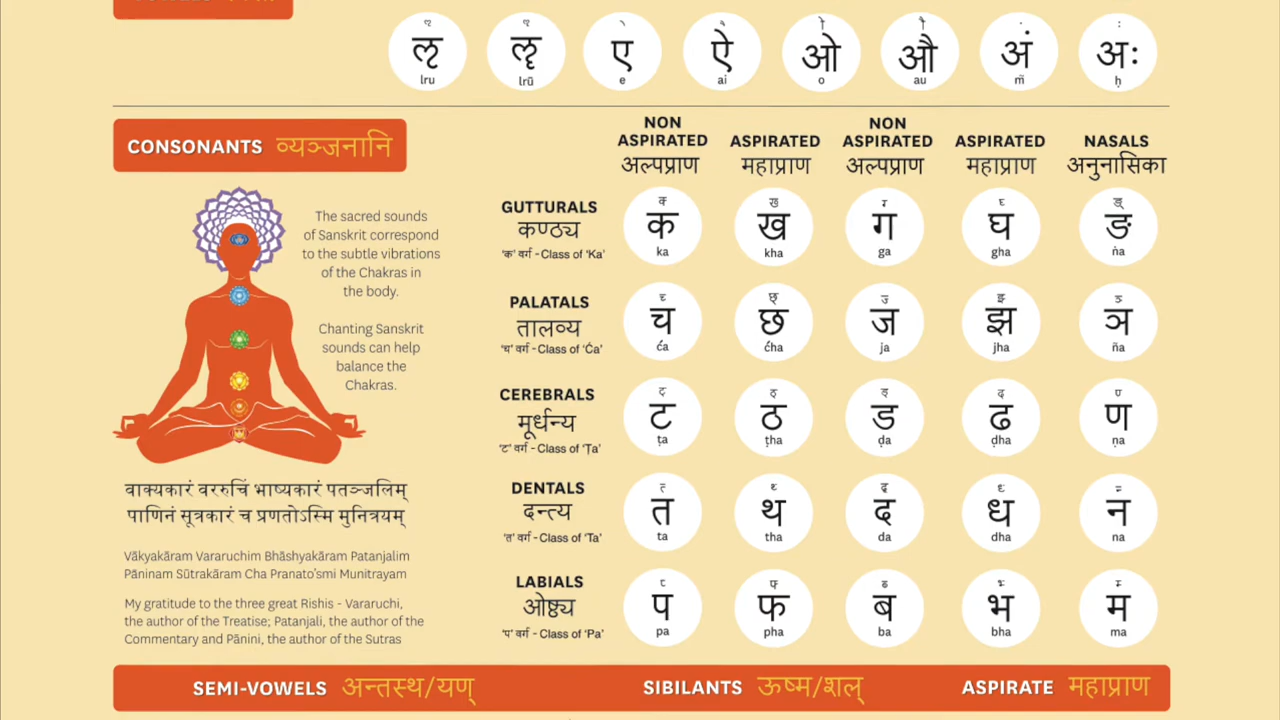 लृ lru
लॄ lrū
ए e
ऐ ai
ओ o
औ au
अं m̈
अः ḥ
CONSONANTS व्यञ्जनानि
NON ASPIRATED
अल्पप्राण
ASPIRATED
महाप्राण
NON ASPIRATED
अल्पप्राण
ASPIRATED
महाप्राण
NASALS
अनुनासिका
The sacred sounds
of Sanskrit correspond
to the subtle vibrations
of the Chakras in
the body.
Chanting Sanskrit
sounds can help
balance the
Chakras.
वाक्यकारं वररुचिं भाष्यकारं पतञ्जलिम्
पाणिनं सूत्रकारं च प्रणतोऽस्मि मुनित्रयम्
Vākyakāram Vararuchim Bhāshyakāram Patanjalim
Pāninam Sūtrakāram Cha Pranato'smi Munitrayam
My gratitude to the three great Rishis - Vararuchi,
the author of the Treatise; Patanjali, the author of the
Commentary and Pānini, the author of the Sutras
GUTTURALS
कण्ठ्य
'क' वर्ग - Class of 'Ka'
क ka
ख kha
ग ga
घ gha
ङ ṅa
PALATALS
तालव्य
'च' वर्ग - Class of 'Ća'
च ća
छ ćha
ज ja
झ jha
ञ ña
CEREBRALS
मूर्धन्य
'ट' वर्ग - Class of 'Ṭa'
ट ṭa
ठ ṭha
ड ḍa
ढ ḍha
ण ṇa
DENTALS
दन्त्य
'त' वर्ग - Class of 'Ta'
त ta
थ tha
द da
ध dha
न na
LABIALS
ओष्ठ्य
'प' वर्ग - Class of 'Pa'
प pa
फ pha
ब ba
भ bha
म ma
SEMI-VOWELS अन्तस्थ/यण्
SIBILANTS ऊष्म/शल्
ASPIRATE महाप्राण